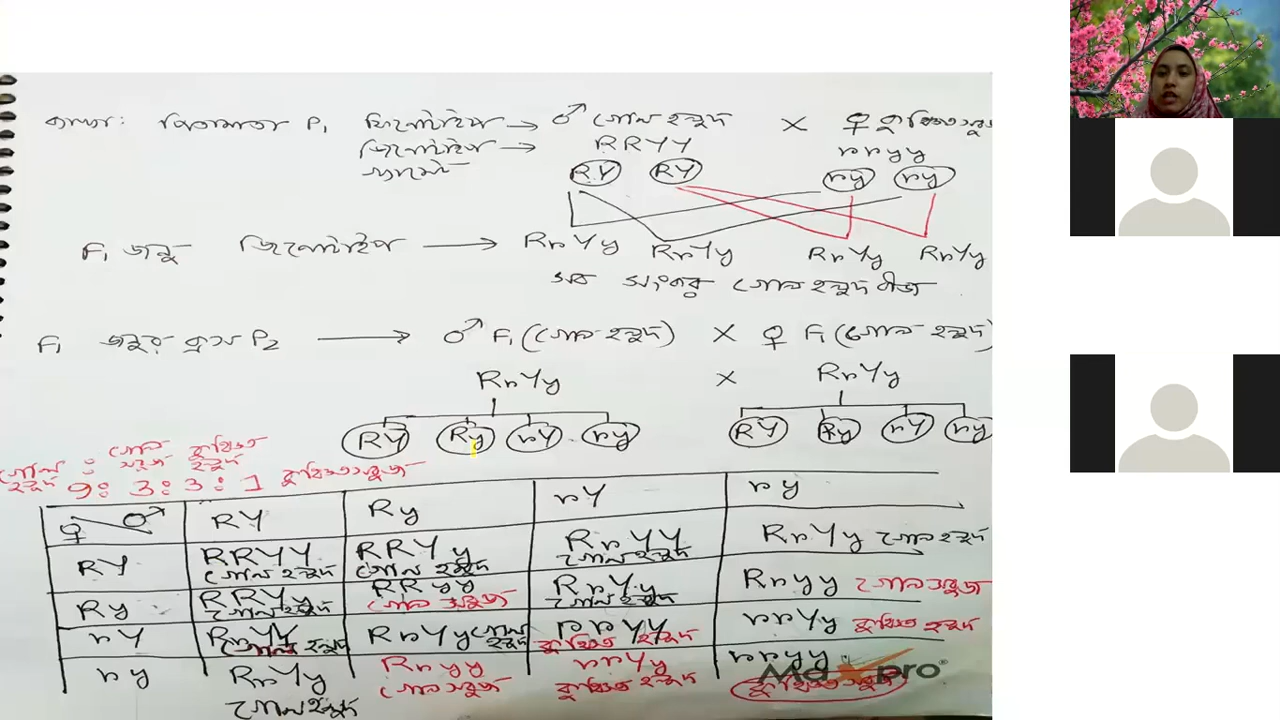 পিতামাতা P₁ ফিনোটাইপ → ♂ গোল হলুদ × ♀ কুঞ্চিত সবুজ
জিনোটাইপ → RRYY rryy
গ্যামেট RY RY ry ry
F₁ জনু জিনোটাইপ → RrYy RrYy RrYy RrYy
সব সংকর গোল হলুদ বীজ
F₁ জনুর ক্রস P₂ → ♂ F₁ (গোল হলুদ) × ♀ F₁ (গোল হলুদ)
RrYy × RrYy
RY Ry rY ry RY Ry rY ry
গোল হলুদ : গোল সবুজ কুঞ্চিত হলুদ
9 : 3 : 3 : 1 কুঞ্চিত সবুজ
♀ ♂ RY Ry rY ry
RY RRYY গোল হলুদ RRYy গোল হলুদ RrYY গোল হলুদ RrYy গোল হলুদ
Ry RRYy গোল হলুদ RRyy গোল সবুজ RrYy গোল হলুদ Rryy গোল সবুজ
rY RrYY গোল হলুদ RrYy গোল হলুদ rrYY কুঞ্চিত হলুদ rrYy কুঞ্চিত হলুদ
ry RrYy গোল হলুদ Rryy গোল সবুজ rrYy কুঞ্চিত হলুদ rryy কুঞ্চিত সবুজ
Maxpro®